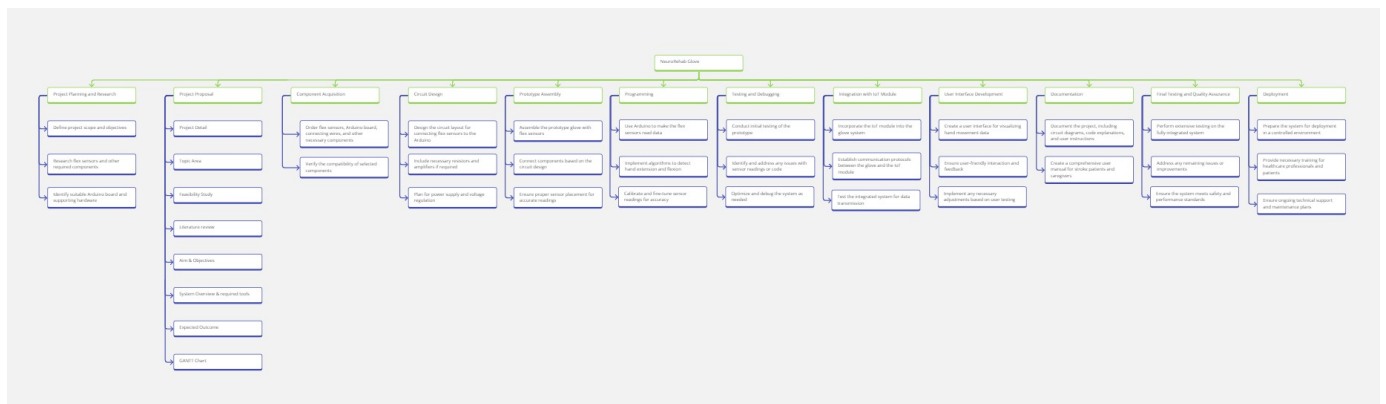 NeuroRehab Glove
Project Planning and Research
Define project scope and objectives
Research flex sensors and other
required components
Identify suitable Arduino board and
supporting hardware
Project Proposal
Project Detail
Topic Area
Feasibility Study
Literature review
Aim & Objectives
System Overview & required tools
Expected Outcome
GANTT Chart
Component Acquisition
Order flex sensors, Arduino board,
connecting wires, and other
necessary components
Verify the compatibility of selected
components
Circuit Design
Design the circuit layout for
connecting flex sensors to the
Arduino
Include necessary resistors and
amplifiers if required
Plan for power supply and voltage
regulation
Prototype Assembly
Assemble the prototype glove with
flex sensors
Connect components based on the
circuit design
Ensure proper sensor placement for
accurate readings
Programming
Use Arduino to make the flex
sensors read data
Implement algorithms to detect
hand extension and flexion
Calibrate and fine-tune sensor
readings for accuracy
Testing and Debugging
Conduct initial testing of the
prototype
Identify and address any issues with
sensor readings or code
Optimize and debug the system as
needed
Integration with IoT Module
Incorporate the IoT module into the
glove system
Establish communication protocols
between the glove and the IoT
module
Test the integrated system for data
transmission
User Interface Development
Create a user interface for visualizing
hand movement data
Ensure user-friendly interaction and
feedback
Implement any necessary
adjustments based on user testing
Documentation
Document the project, including
circuit diagrams, code explanations,
and user instructions
Create a comprehensive user
manual for stroke patients and
caregivers
Final Testing and Quality Assurance
Perform extensive testing on the
fully integrated system
Address any remaining issues or
improvements
Ensure the system meets safety and
performance standards
Deployment
Prepare the system for deployment
in a controlled environment
Provide necessary training for
healthcare professionals and
patients
Ensure ongoing technical support
and maintenance plans